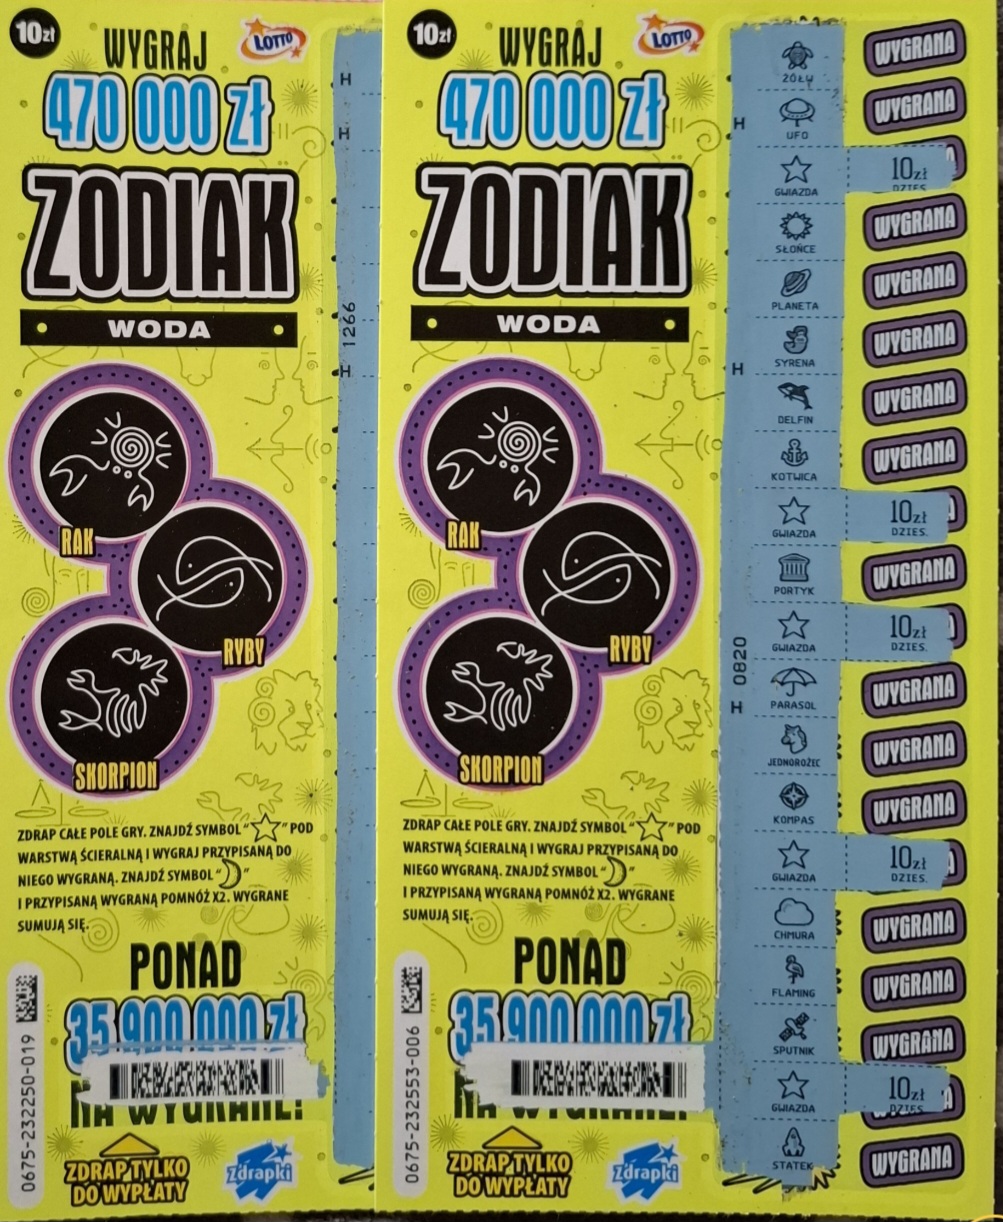 10zł
WYGRAJ
LOTTO
470 000 zł
ZODIAK
WODA
RAK
RYBY
SKORPION
ZDRAP CAŁE POLE GRY. ZNAJDŹ SYMBOL “ ” POD
WARSTWĄ ŚCIERALNĄ I WYGRAJ PRZYPISANĄ DO
NIEGO WYGRANĄ. ZNAJDŹ SYMBOL “ ”
I PRZYPISANĄ WYGRANĄ POMNÓŻ X2. WYGRANE
SUMUJĄ SIĘ.
PONAD
35 900 000 zł
NA WYGRANE!
ZDRAP TYLKO
DO WYPŁATY
Zdrapki
0675-232250-019
H
H
1266
H
10zł
WYGRAJ
LOTTO
470 000 zł
ZODIAK
WODA
RAK
RYBY
SKORPION
ZDRAP CAŁE POLE GRY. ZNAJDŹ SYMBOL “ ” POD
WARSTWĄ ŚCIERALNĄ I WYGRAJ PRZYPISANĄ DO
NIEGO WYGRANĄ. ZNAJDŹ SYMBOL “ ”
I PRZYPISANĄ WYGRANĄ POMNÓŻ X2. WYGRANE
SUMUJĄ SIĘ.
PONAD
35 900 000 zł
NA WYGRANE!
ZDRAP TYLKO
DO WYPŁATY
Zdrapki
0675-232553-006
H
H
0820
H
ŻÓŁW WYGRANA
UFO WYGRANA
GWIAZDA 10zł DZIES.
SŁOŃCE WYGRANA
PLANETA WYGRANA
SYRENA WYGRANA
DELFIN WYGRANA
KOTWICA WYGRANA
GWIAZDA 10zł DZIES.
PORTYK WYGRANA
GWIAZDA 10zł DZIES.
PARASOL WYGRANA
JEDNOROŻEC WYGRANA
KOMPAS WYGRANA
GWIAZDA 10zł DZIES.
CHMURA WYGRANA
FLAMING WYGRANA
SPUTNIK WYGRANA
GWIAZDA 10zł DZIES.
STATEK WYGRANA